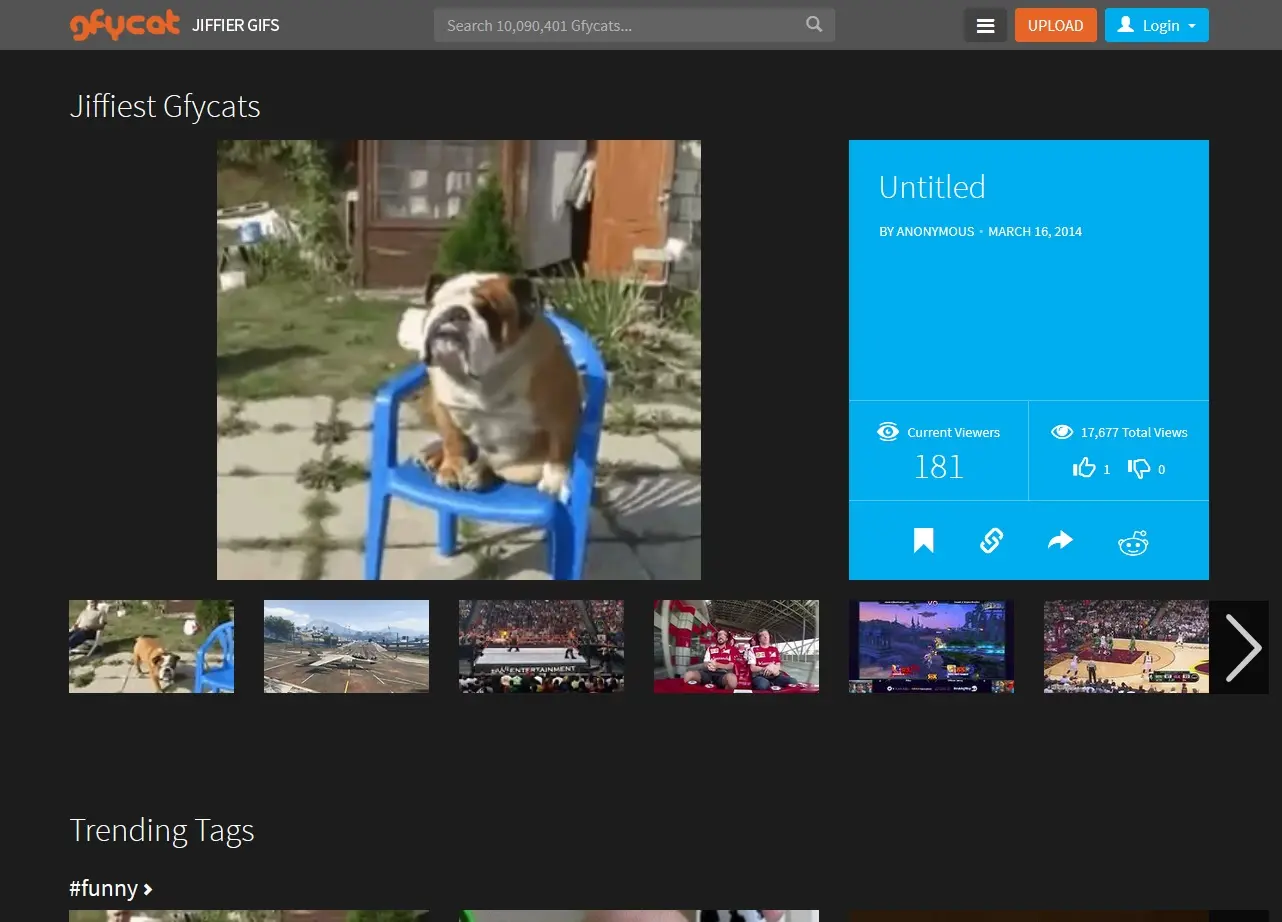 gfycat JIFFIER GIFS
Search 10,090,401 Gfycats...
UPLOAD
Login
Jiffiest Gfycats
Untitled
BY ANONYMOUS • MARCH 16, 2014
Current Viewers
181
17,677 Total Views
1 0
ENTERTAINMENT
Trending Tags
#funny